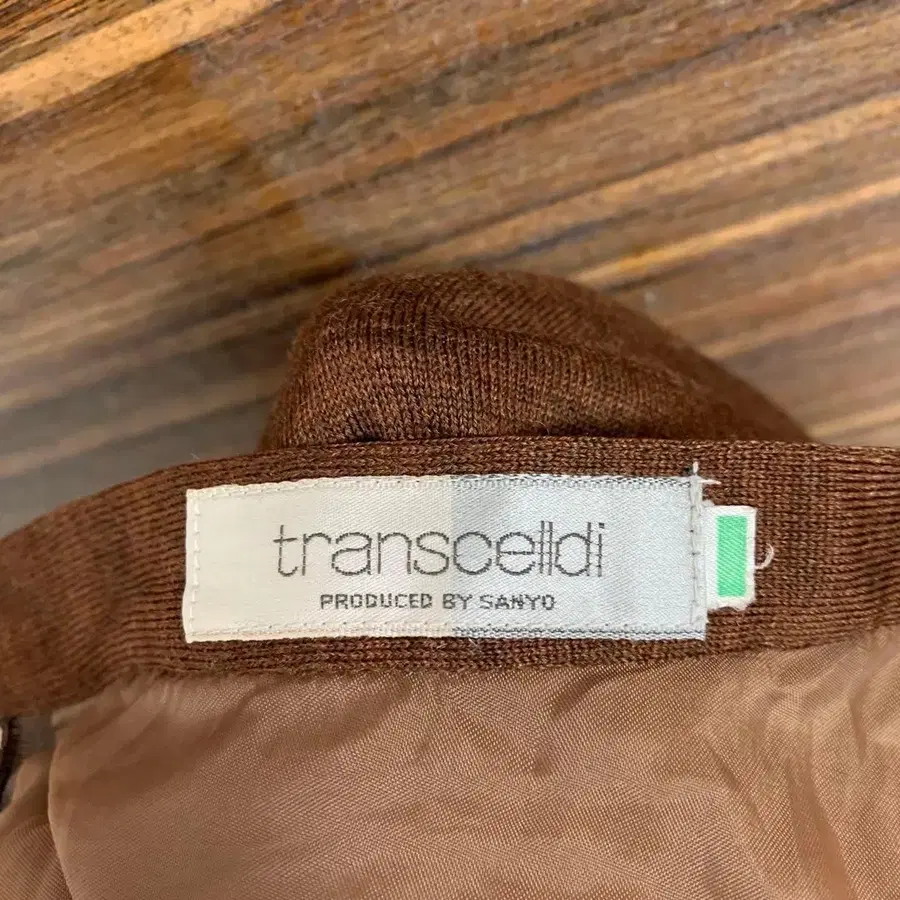 transcelldi
PRODUCED BY SANYO